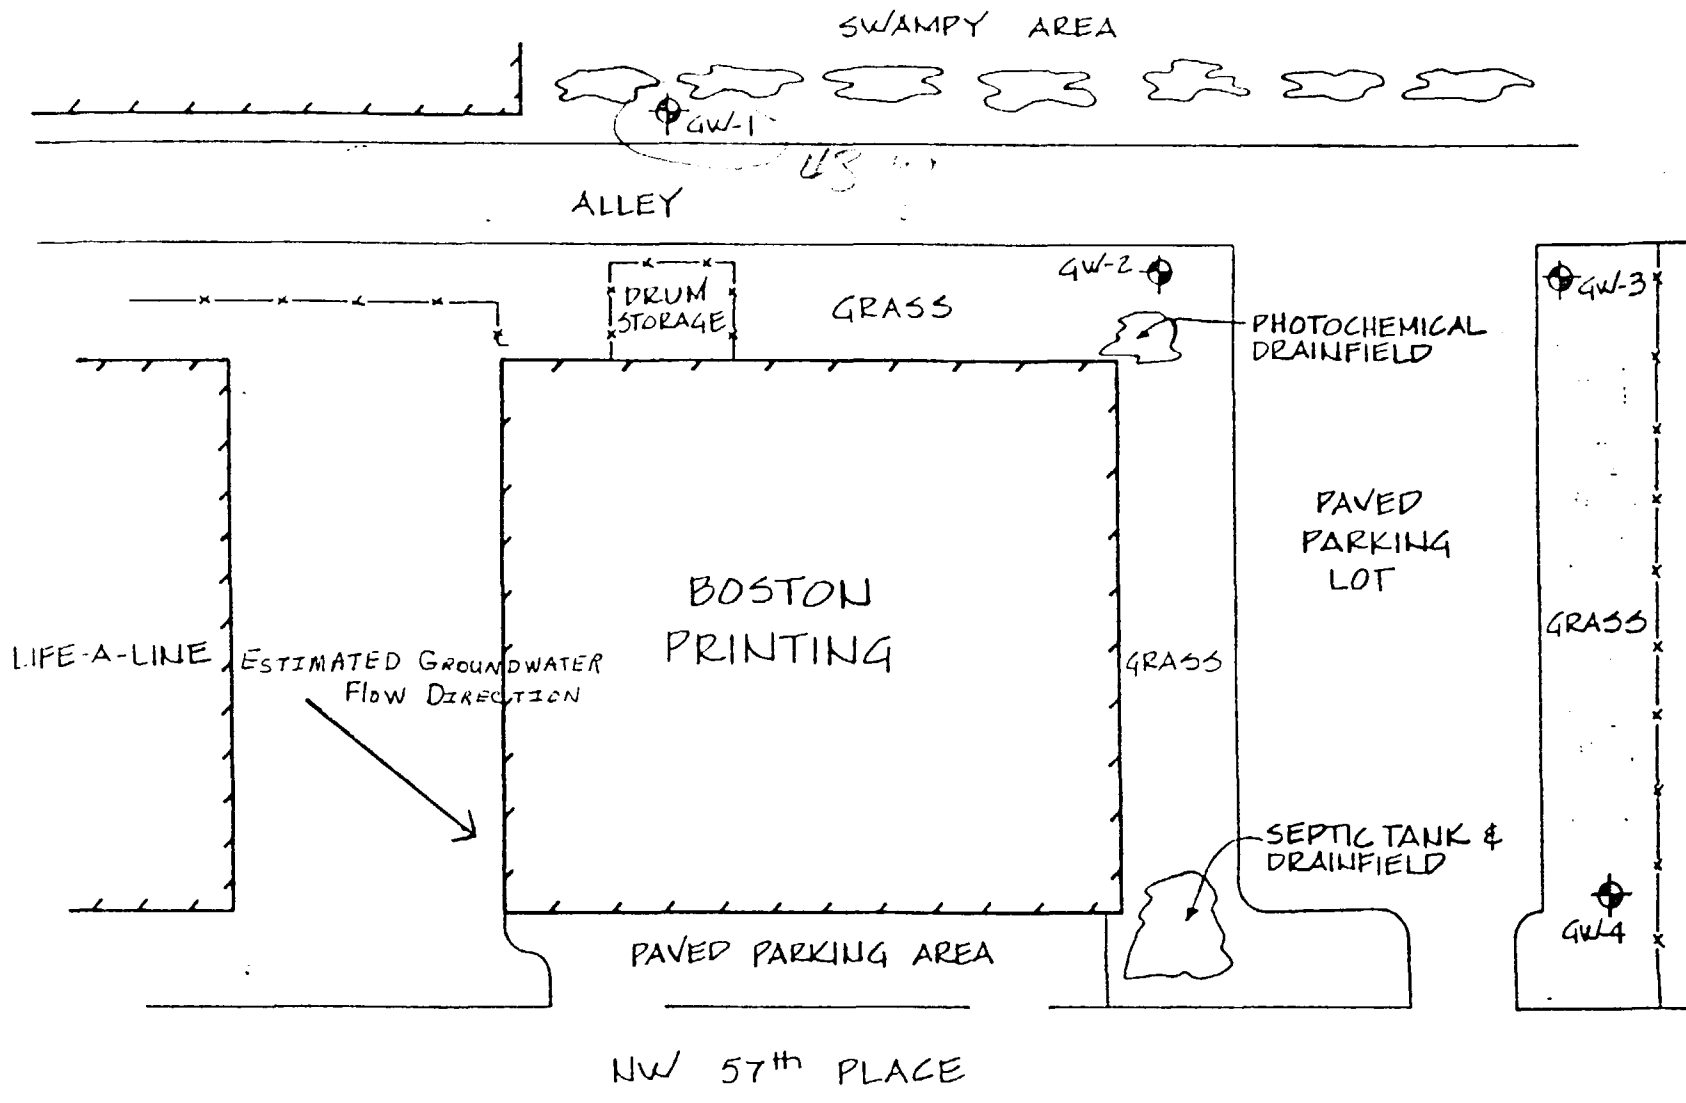 SWAMPY AREA
GW-1
ALLEY
GW-2
GW-3
DRUM
STORAGE
GRASS
PHOTOCHEMICAL
DRAINFIELD
PAVED
PARKING
LOT
BOSTON
PRINTING
LIFE-A-LINE
ESTIMATED GROUNDWATER
FLOW DIRECTION
GRASS
GRASS
SEPTIC TANK &
DRAINFIELD
GW-4
PAVED PARKING AREA
NW 57th PLACE